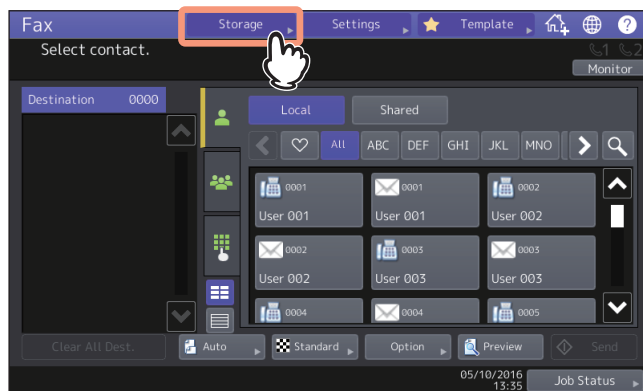 Fax
Storage
Settings
Template
?
Select contact.
1 2
Monitor
Destination 0000
Local
Shared
All
ABC
DEF
GHI
JKL
MNO
0001
User 001
0001
User 001
0002
User 002
0002
User 002
0003
User 003
0003
User 003
0004
0004
0005
Clear All Dest.
Auto
Standard
Option
Preview
Send
05/10/2016
13:35
Job Status